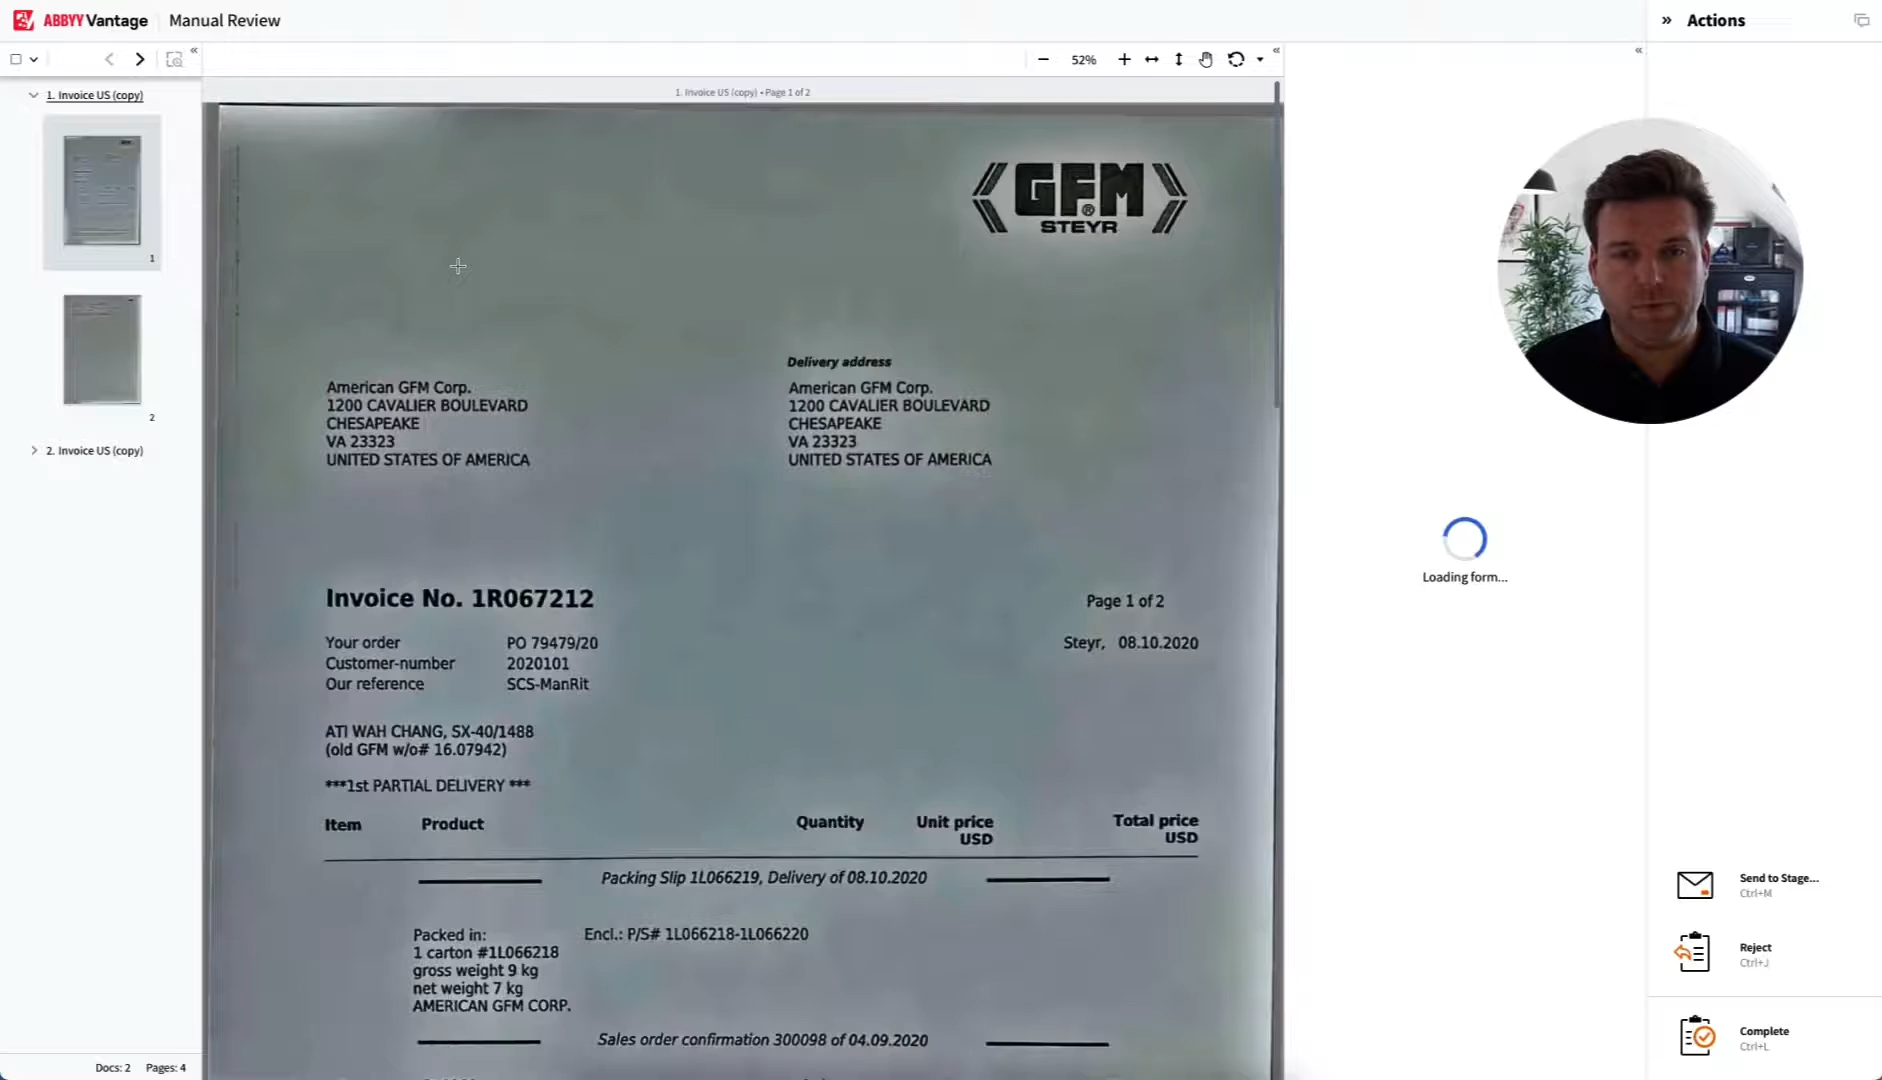 ABBYY Vantage Manual Review
Actions
52%
1. Invoice US (copy)
1
2
2. Invoice US (copy)
Docs: 2 Pages: 4
1. Invoice US (copy) • Page 1 of 2
GFM
®
STEYR
American GFM Corp.
1200 CAVALIER BOULEVARD
CHESAPEAKE
VA 23323
UNITED STATES OF AMERICA
Delivery address
American GFM Corp.
1200 CAVALIER BOULEVARD
CHESAPEAKE
VA 23323
UNITED STATES OF AMERICA
Invoice No. 1R067212
Page 1 of 2
Your order PO 79479/20
Steyr, 08.10.2020
Customer-number 2020101
Our reference SCS-ManRit
ATI WAH CHANG, SX-40/1488
(old GFM w/o# 16.07942)
***1st PARTIAL DELIVERY ***
Item Product Quantity Unit price Total price
USD USD
Packing Slip 1L066219, Delivery of 08.10.2020
Packed in: Encl.: P/S# 1L066218-1L066220
1 carton #1L066218
gross weight 9 kg
net weight 7 kg
AMERICAN GFM CORP.
Sales order confirmation 300098 of 04.09.2020
Loading form...
Send to Stage...
Ctrl+M
Reject
Ctrl+J
Complete
Ctrl+L